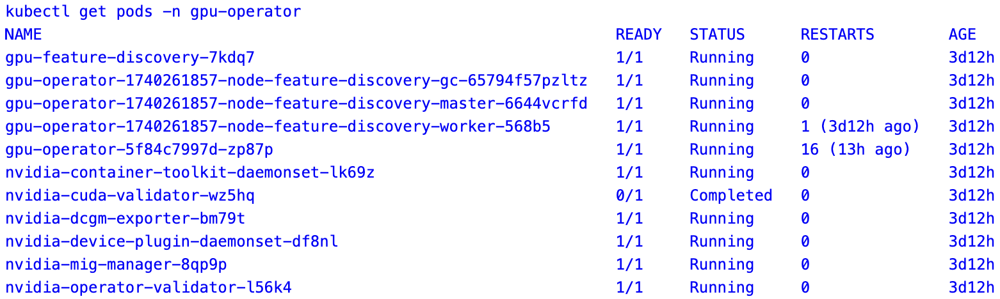 kubectl get pods -n gpu-operator
NAME READY STATUS RESTARTS AGE
gpu-feature-discovery-7kdq7 1/1 Running 0 3d12h
gpu-operator-1740261857-node-feature-discovery-gc-65794f57pzltz 1/1 Running 0 3d12h
gpu-operator-1740261857-node-feature-discovery-master-6644vcrfd 1/1 Running 0 3d12h
gpu-operator-1740261857-node-feature-discovery-worker-568b5 1/1 Running 1 (3d12h ago) 3d12h
gpu-operator-5f84c7997d-zp87p 1/1 Running 16 (13h ago) 3d12h
nvidia-container-toolkit-daemonset-lk69z 1/1 Running 0 3d12h
nvidia-cuda-validator-wz5hq 0/1 Completed 0 3d12h
nvidia-dcgm-exporter-bm79t 1/1 Running 0 3d12h
nvidia-device-plugin-daemonset-df8nl 1/1 Running 0 3d12h
nvidia-mig-manager-8qp9p 1/1 Running 0 3d12h
nvidia-operator-validator-l56k4 1/1 Running 0 3d12h